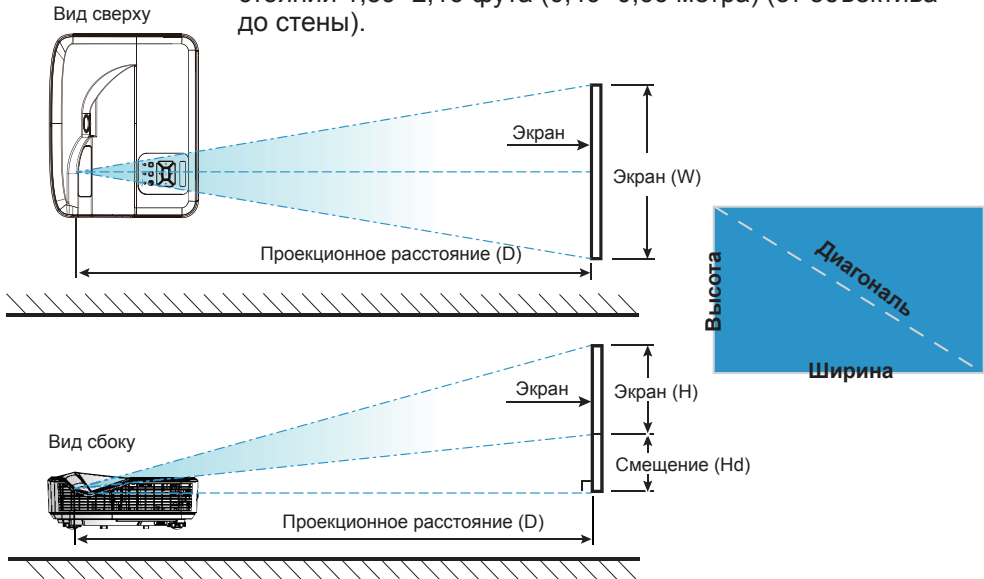 до стены).
Вид сверху
Экран
Экран (W)
Проекционное расстояние (D)
Высота
Диагональ
Ширина
Экран
Экран (H)
Вид сбоку
Смещение (Hd)
Проекционное расстояние (D)